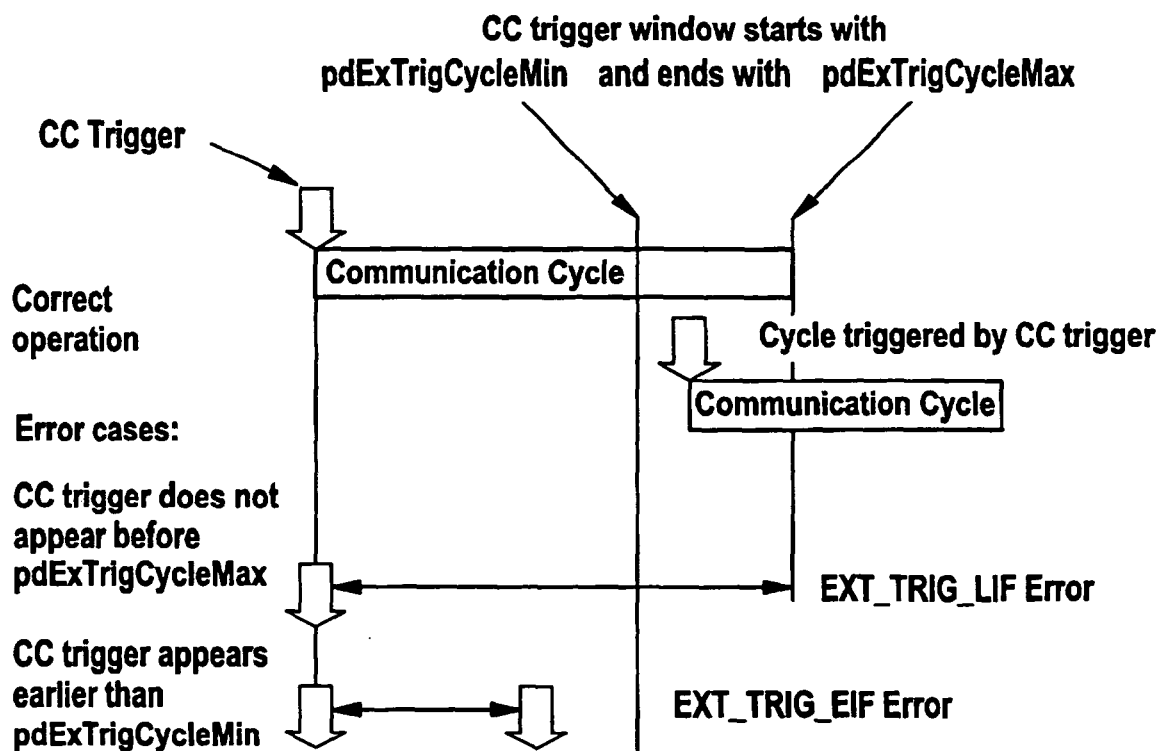 CC trigger window starts with
pdExTrigCycleMin and ends with pdExTrigCycleMax
CC Trigger
Communication Cycle
Correct
operation
Cycle triggered by CC trigger
Communication Cycle
Error cases:
CC trigger does not
appear before
pdExTrigCycleMax
EXT_TRIG_LIF Error
CC trigger appears
earlier than
pdExTrigCycleMin
EXT_TRIG_EIF Error